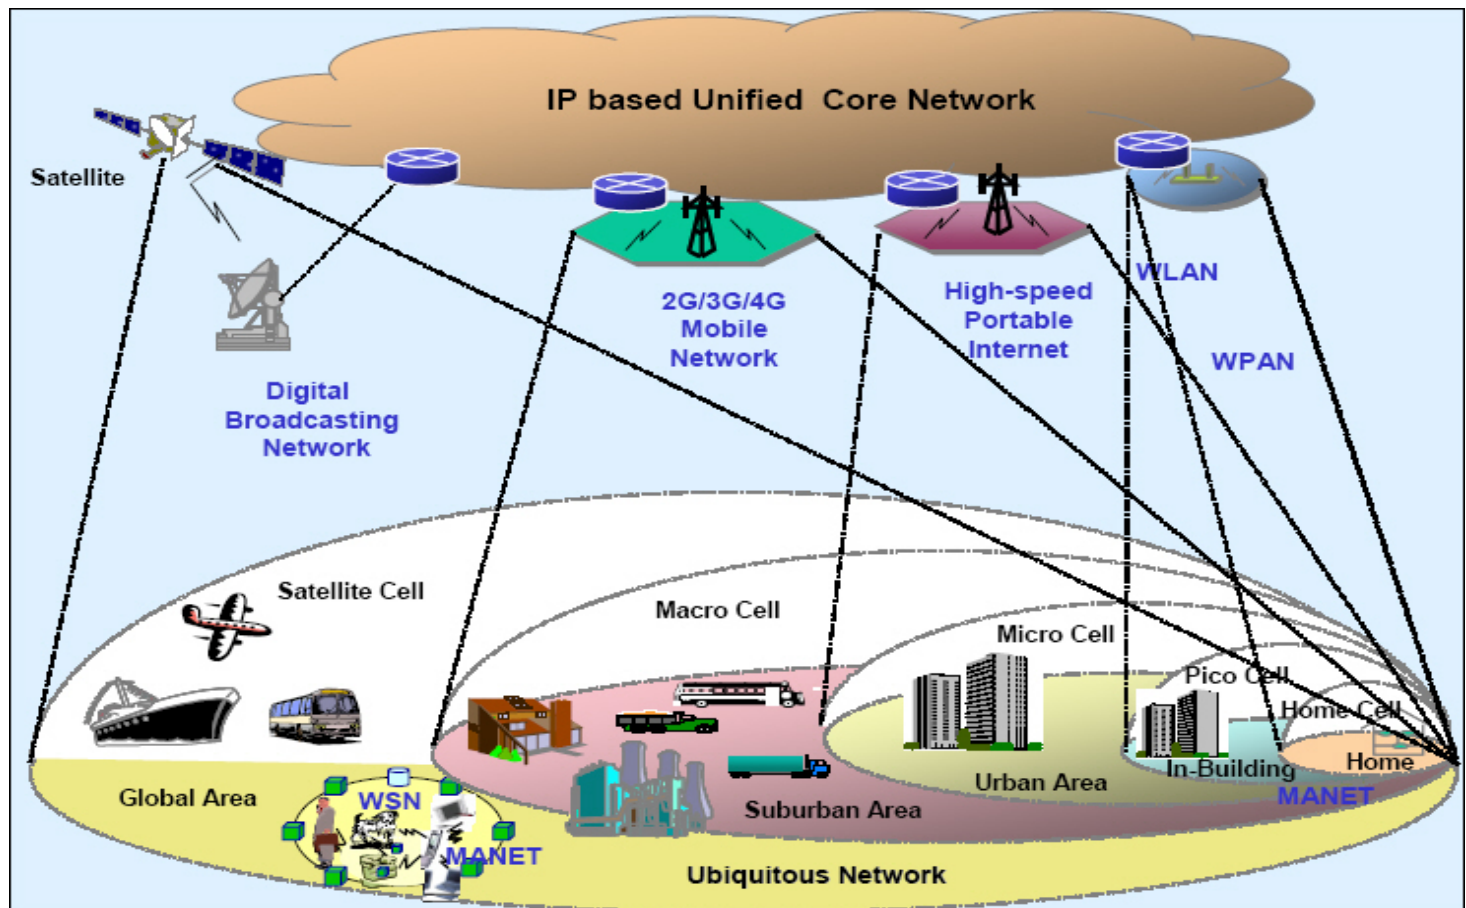 IP based Unified Core Network
Satellite
WLAN
2G/3G/4G
Mobile
Network
High-speed
Portable
Internet
WPAN
Digital
Broadcasting
Network
Satellite Cell
Macro Cell
Micro Cell
Pico Cell
Home Cell
Home
In-Building
MANET
Urban Area
Suburban Area
Global Area
WSN
MANET
Ubiquitous Network